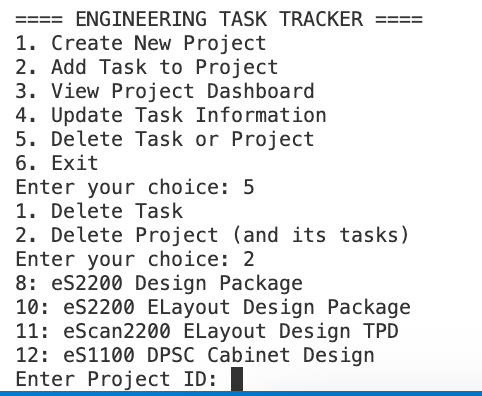 ==== ENGINEERING TASK TRACKER ====
1. Create New Project
2. Add Task to Project
3. View Project Dashboard
4. Update Task Information
5. Delete Task or Project
6. Exit
Enter your choice: 5
1. Delete Task
2. Delete Project (and its tasks)
Enter your choice: 2
8: eS2200 Design Package
10: eS2200 ELayout Design Package
11: eScan2200 ELayout Design TPD
12: eS1100 DPSC Cabinet Design
Enter Project ID: